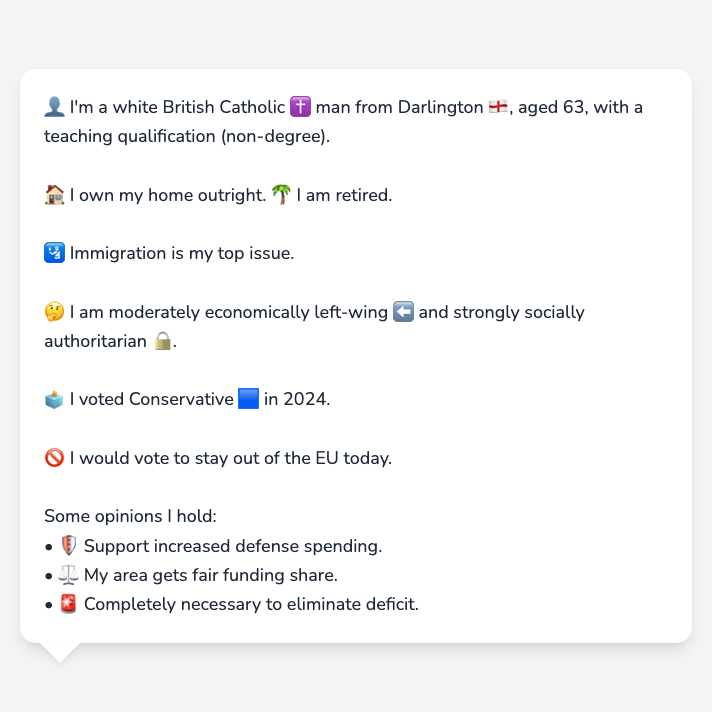 👤 I'm a white British Catholic ✝️ man from Darlington 🏴󠁧󠁢󠁥󠁮󠁧󠁿, aged 63, with a
teaching qualification (non-degree).
🏠 I own my home outright. 🌴 I am retired.
🛂 Immigration is my top issue.
🤔 I am moderately economically left-wing ⬅️ and strongly socially
authoritarian 🔒.
🗳️ I voted Conservative 🟦 in 2024.
🚫 I would vote to stay out of the EU today.
Some opinions I hold:
• 🛡️ Support increased defense spending.
• ⚖️ My area gets fair funding share.
• 🚨 Completely necessary to eliminate deficit.